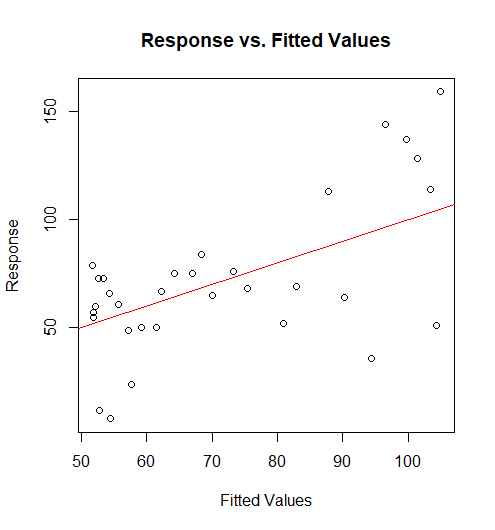 Response vs. Fitted Values
150
100
50
Response
50 60 70 80 90 100
Fitted Values